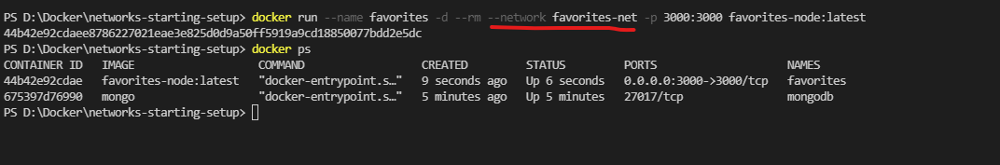 PS D:\Docker\networks-starting-setup> docker run --name favorites -d --rm --network favorites-net -p 3000:3000 favorites-node:latest
44b42e92cdaee8786227021eae3e825d0d9a50ff5919a9cd18850077bdd2e5dc
PS D:\Docker\networks-starting-setup> docker ps
CONTAINER ID   IMAGE                   COMMAND                  CREATED         STATUS         PORTS                    NAMES
44b42e92cdae   favorites-node:latest   "docker-entrypoint.s…"   9 seconds ago   Up 6 seconds   0.0.0.0:3000->3000/tcp   favorites
675397d76990   mongo                   "docker-entrypoint.s…"   5 minutes ago   Up 5 minutes   27017/tcp                mongodb
PS D:\Docker\networks-starting-setup>